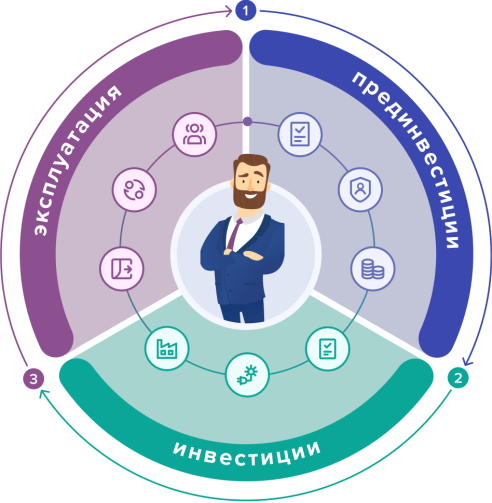 1
прединвестиции
2
инвестиции
3
эксплуатация